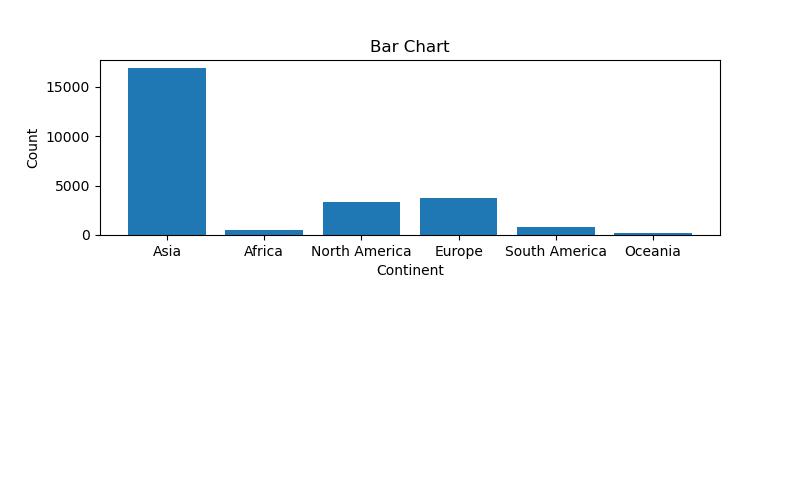 Bar Chart
15000
10000
5000
0
Count
Asia Africa North America Europe South America Oceania
Continent